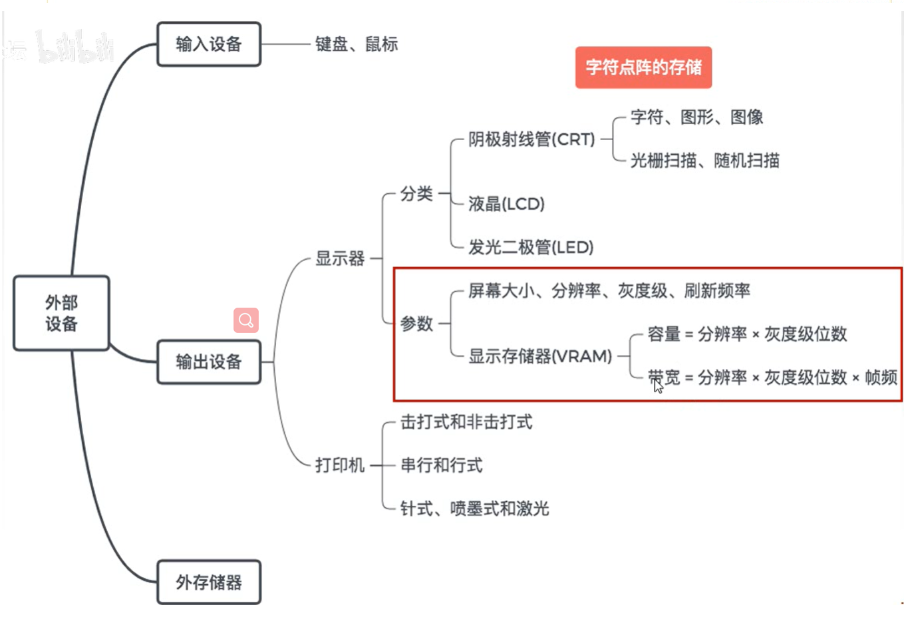 bilibili
输入设备
键盘、鼠标
字符点阵的存储
阴极射线管(CRT)
字符、图形、图像
光栅扫描、随机扫描
分类
液晶(LCD)
发光二极管(LED)
显示器
屏幕大小、分辨率、灰度级、刷新频率
参数
显示存储器(VRAM)
容量 = 分辨率 × 灰度级位数
带宽 = 分辨率 × 灰度级位数 × 帧频
外部
设备
输出设备
击打式和非击打式
打印机
串行和行式
针式、喷墨式和激光
外存储器